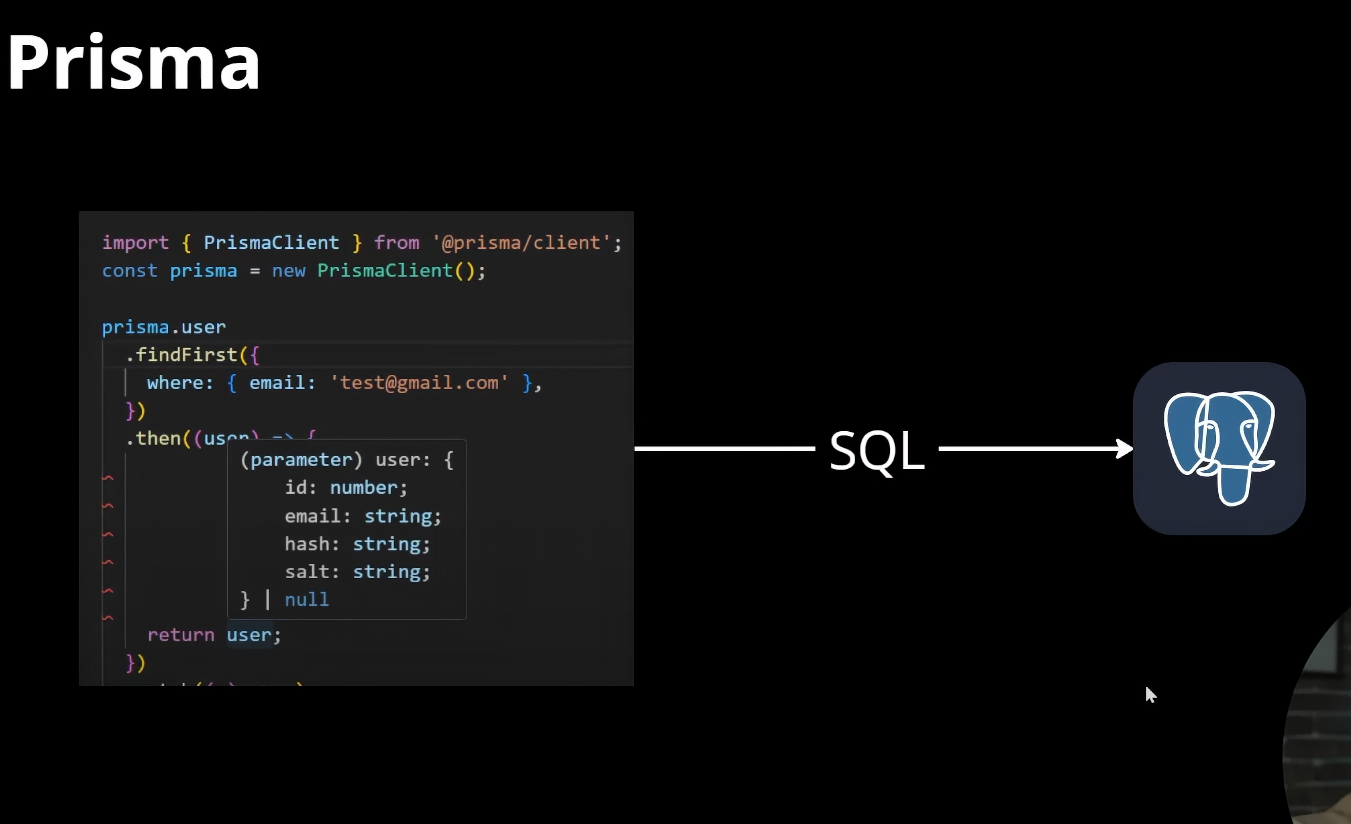 Prisma
import { PrismaClient } from '@prisma/client';
const prisma = new PrismaClient();
prisma.user
.findFirst({
where: { email: 'test@gmail.com' },
})
.then((user) => {
(parameter) user: {
id: number;
email: string;
hash: string;
salt: string;
} | null
return user;
})
SQL